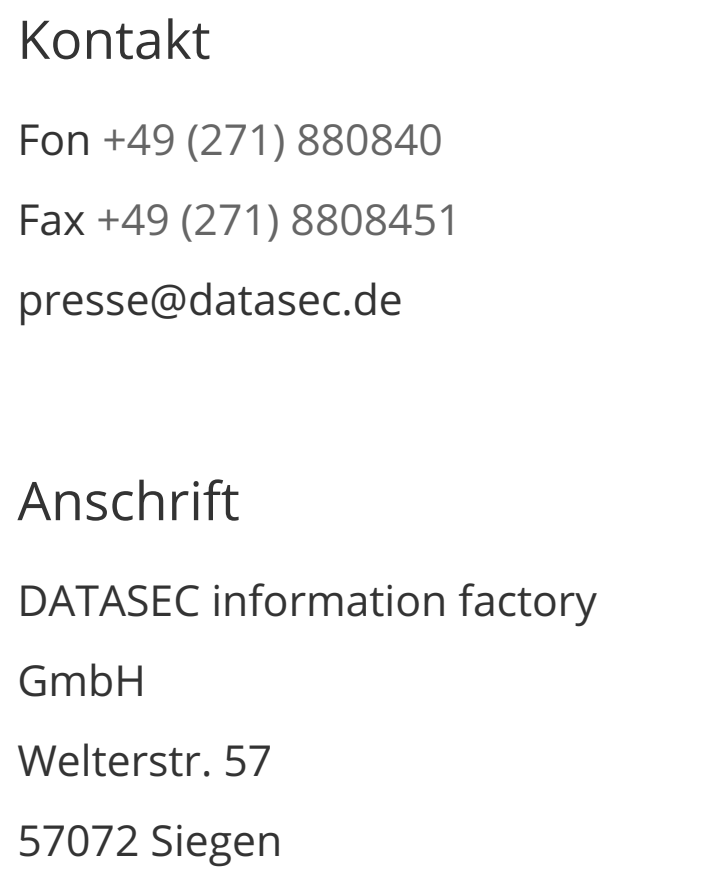 Kontakt
Fon +49 (271) 880840
Fax +49 (271) 8808451
presse@datasec.de
Anschrift
DATASEC information factory
GmbH
Welterstr. 57
57072 Siegen